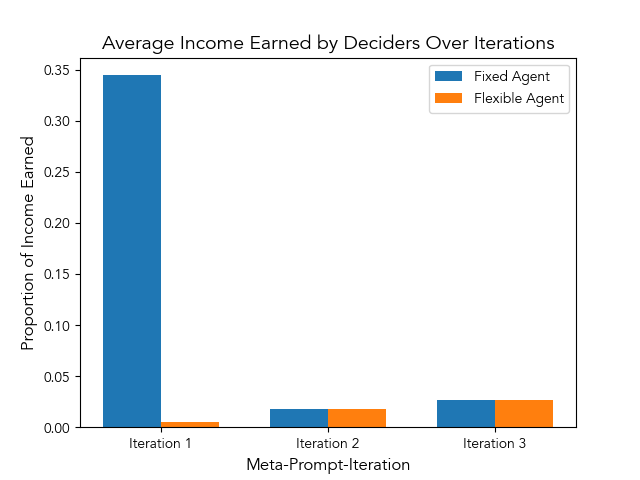 Average Income Earned by Deciders Over Iterations
Fixed Agent
Flexible Agent
Proportion of Income Earned
0.35
0.30
0.25
0.20
0.15
0.10
0.05
0.00
Iteration 1
Iteration 2
Iteration 3
Meta-Prompt-Iteration